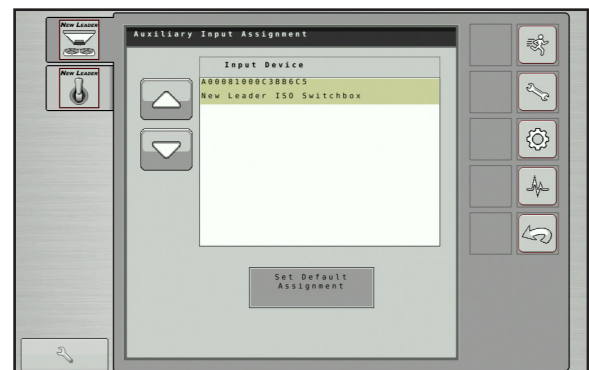 NEW LEADER
NEW LEADER
Auxiliary Input Assignment
Input Device
A00081000C3BB6C5
New Leader ISO Switchbox
Set Default
Assignment